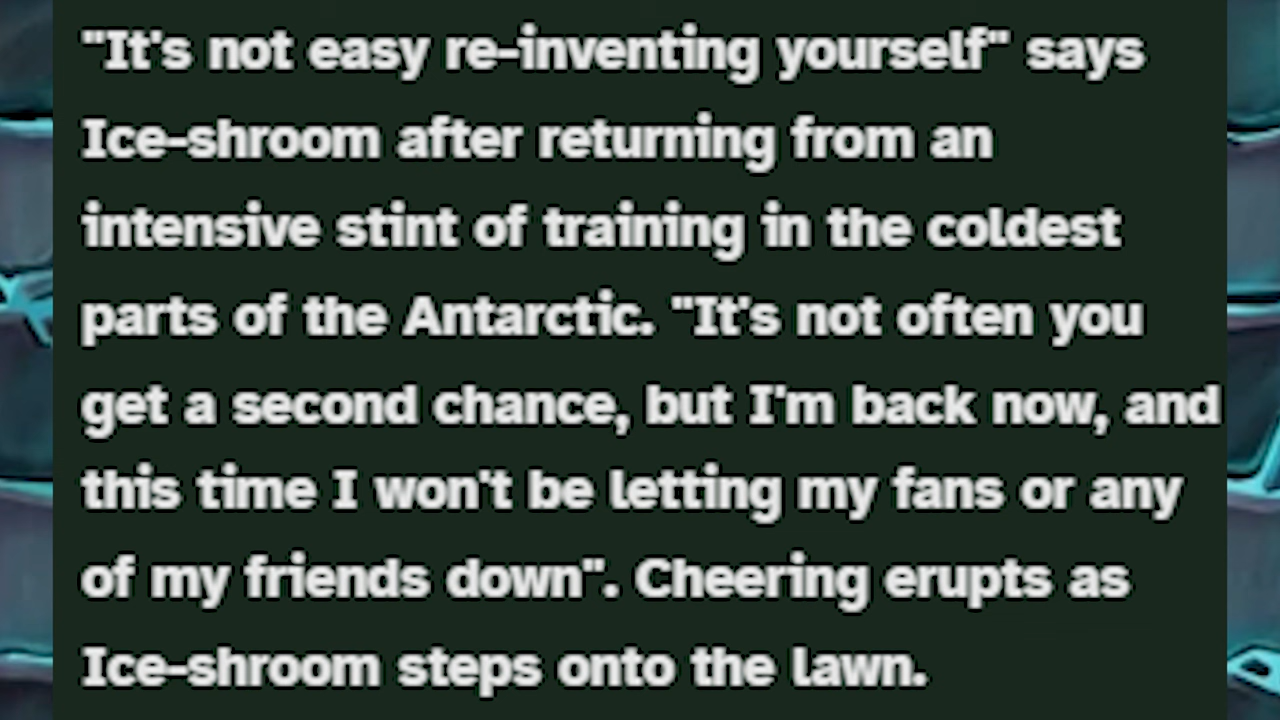 "It's not easy re-inventing yourself" says
Ice-shroom after returning from an
intensive stint of training in the coldest
parts of the Antarctic. "It's not often you
get a second chance, but I'm back now, and
this time I won't be letting my fans or any
of my friends down". Cheering erupts as
Ice-shroom steps onto the lawn.